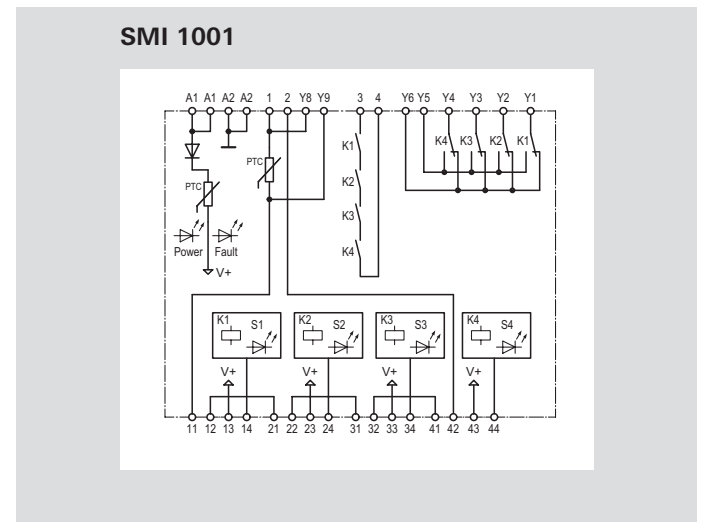 SMI 1001
A1 A1 A2 A2 1 2 Y8 Y9 3 4 Y6 Y5 Y4 Y3 Y2 Y1
K1
K4 K3 K2 K1
PTC
PTC
K2
K3
Power Fault
K4
V+
K1 S1 K2 S2 K3 S3 K4 S4
V+ V+ V+ V+
11 12 13 14 21 22 23 24 31 32 33 34 41 42 43 44